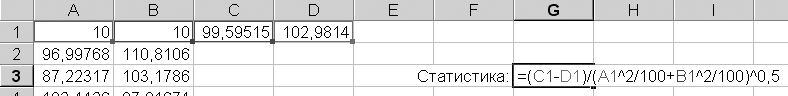 A B C D E F G H I
1 10 10 99,59515 102,9814
2 96,99768 110,8106
3 87,22317 103,1786 Статистика: =(C1-D1)/(A1^2/100+B1^2/100)^0,5